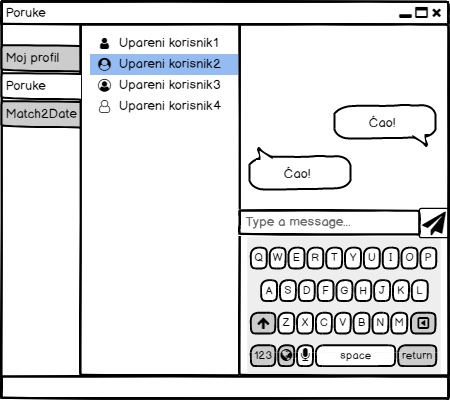 Poruke
Moj profil
Poruke
Match2Date
Upareni korisnik1
Upareni korisnik2
Upareni korisnik3
Upareni korisnik4
Ćao!
Ćao!
Type a message...
Q W E R T Y U I O P
A S D F G H J K L
Z X C V B N M
123 space return